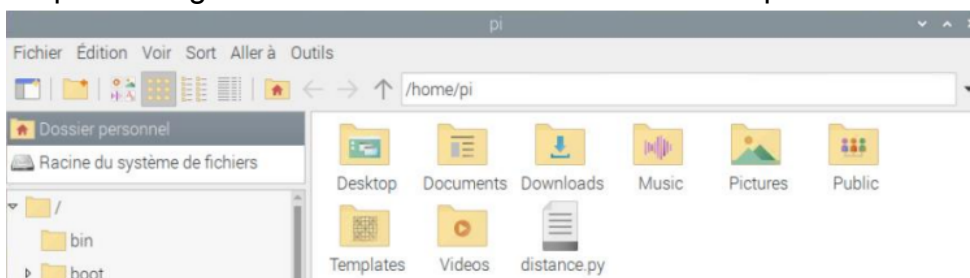 pi
Fichier Édition Voir Sort Aller à Outils
/home/pi
Dossier personnel
Racine du système de fichiers
Desktop Documents Downloads Music Pictures Public
/
bin
boot
Templates Videos distance.py